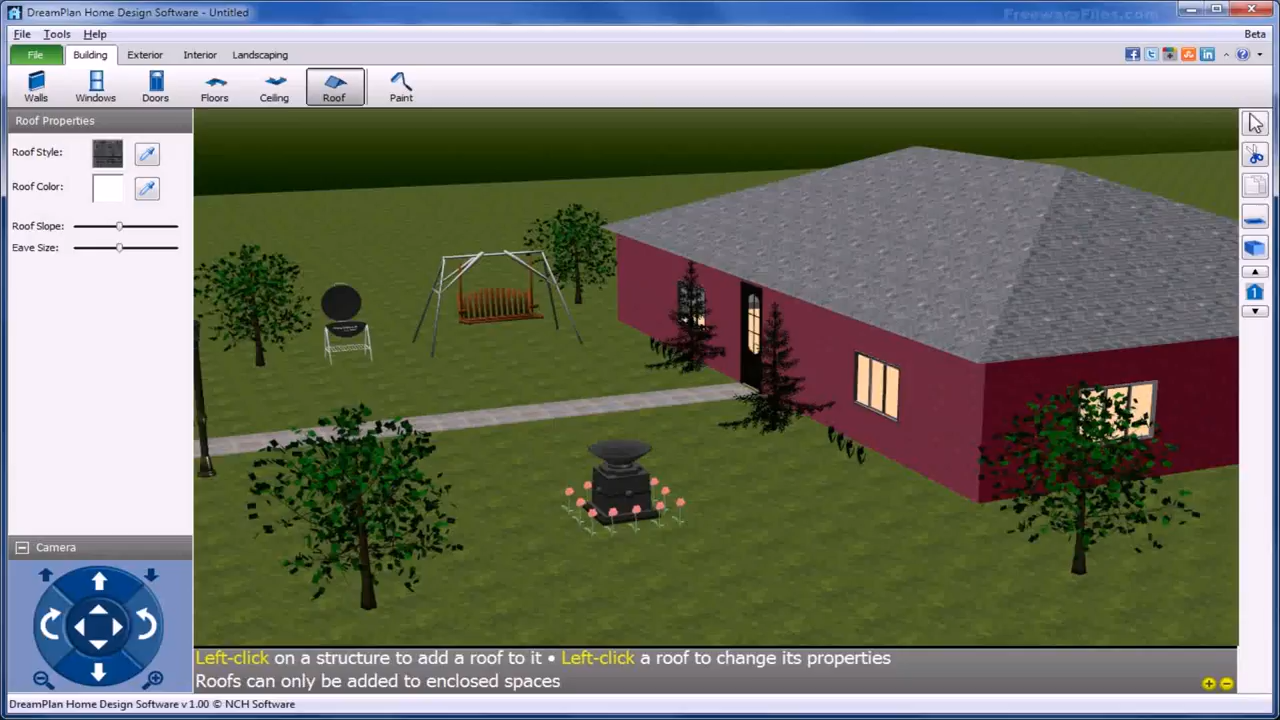 DreamPlan Home Design Software - Untitled
FreewareFiles.com
File Tools Help
Beta
File Building Exterior Interior Landscaping
Walls Windows Doors Floors Ceiling Roof Paint
Roof Properties
Roof Style:
Roof Color:
Roof Slope:
Eave Size:
1
Camera
Left-click on a structure to add a roof to it • Left-click a roof to change its properties
Roofs can only be added to enclosed spaces
DreamPlan Home Design Software v 1.00 © NCH Software